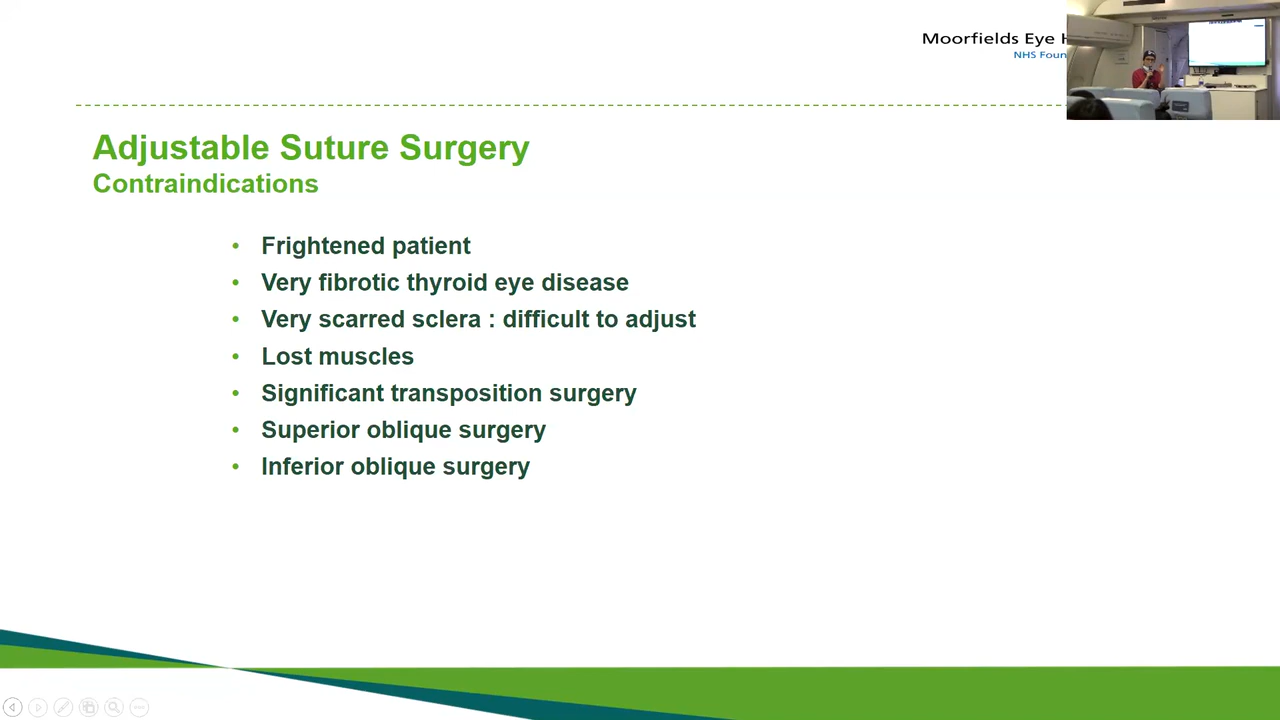 Moorfields Eye
NHS
Adjustable Suture Surgery
Contraindications
• Frightened patient
• Very fibrotic thyroid eye disease
• Very scarred sclera : difficult to adjust
• Lost muscles
• Significant transposition surgery
• Superior oblique surgery
• Inferior oblique surgery